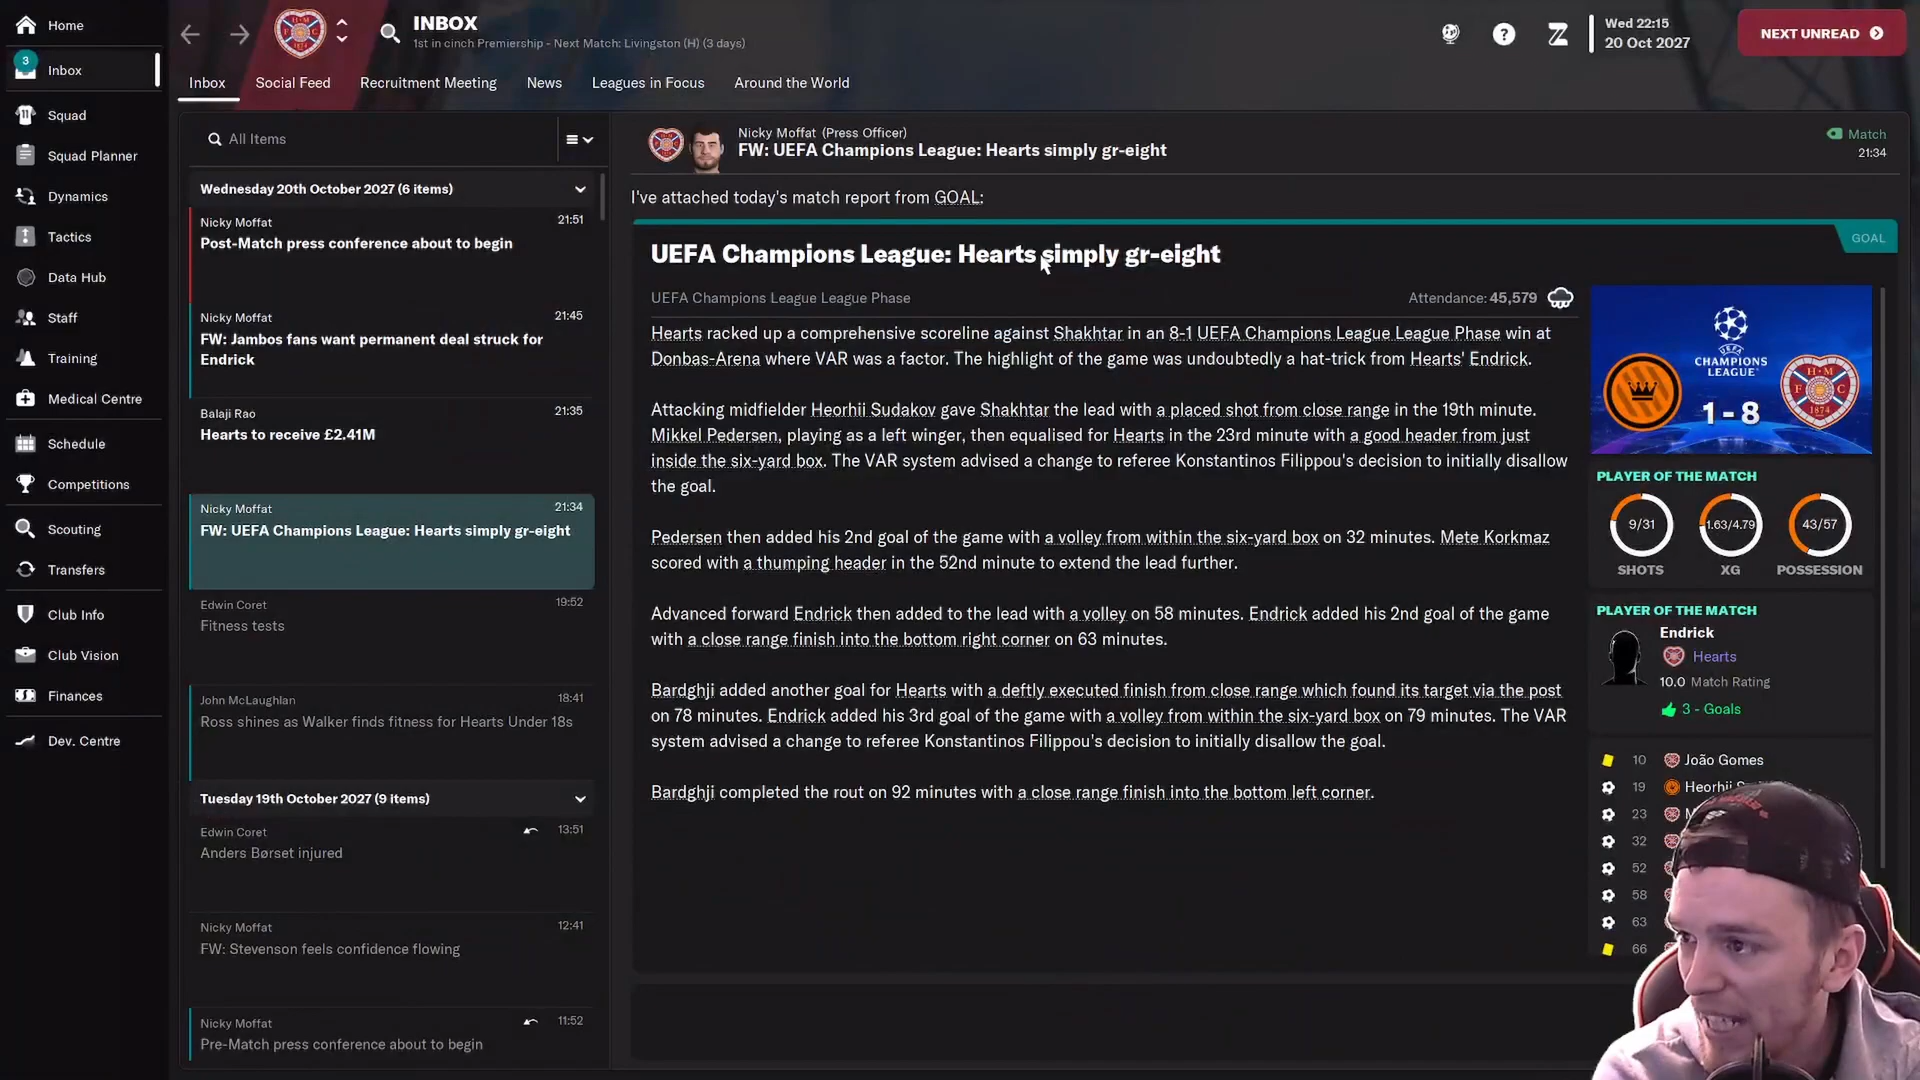 Home
3
Inbox
Squad
Squad Planner
Dynamics
Tactics
Data Hub
Staff
Training
Medical Centre
Schedule
Competitions
Scouting
Transfers
Club Info
Club Vision
Finances
Dev. Centre
INBOX
1st in cinch Premiership - Next Match: Livingston (H) (3 days)
Wed 22:15
20 Oct 2027
NEXT UNREAD
Inbox
Social Feed
Recruitment Meeting
News
Leagues in Focus
Around the World
All Items
Wednesday 20th October 2027 (6 items)
Nicky Moffat 21:51
Post-Match press conference about to begin
Nicky Moffat 21:45
FW: Jambos fans want permanent deal struck for
Endrick
Balaji Rao 21:35
Hearts to receive £2.41M
Nicky Moffat 21:34
FW: UEFA Champions League: Hearts simply gr-eight
Edwin Coret 19:52
Fitness tests
John McLaughlan 18:41
Ross shines as Walker finds fitness for Hearts Under 18s
Tuesday 19th October 2027 (9 items)
Edwin Coret 13:51
Anders Børset injured
Nicky Moffat 12:41
FW: Stevenson feels confidence flowing
Nicky Moffat 11:52
Pre-Match press conference about to begin
Nicky Moffat (Press Officer)
FW: UEFA Champions League: Hearts simply gr-eight
Match
21:34
I've attached today's match report from GOAL:
GOAL
UEFA Champions League: Hearts simply gr-eight
UEFA Champions League League Phase
Attendance: 45,579
Hearts racked up a comprehensive scoreline against Shakhtar in an 8-1 UEFA Champions League League Phase win at
Donbas-Arena where VAR was a factor. The highlight of the game was undoubtedly a hat-trick from Hearts' Endrick.
Attacking midfielder Heorhii Sudakov gave Shakhtar the lead with a placed shot from close range in the 19th minute.
Mikkel Pedersen, playing as a left winger, then equalised for Hearts in the 23rd minute with a good header from just
inside the six-yard box. The VAR system advised a change to referee Konstantinos Filippou's decision to initially disallow
the goal.
Pedersen then added his 2nd goal of the game with a volley from within the six-yard box on 32 minutes. Mete Korkmaz
scored with a thumping header in the 52nd minute to extend the lead further.
Advanced forward Endrick then added to the lead with a volley on 58 minutes. Endrick added his 2nd goal of the game
with a close range finish into the bottom right corner on 63 minutes.
Bardghji added another goal for Hearts with a deftly executed finish from close range which found its target via the post
on 78 minutes. Endrick added his 3rd goal of the game with a volley from within the six-yard box on 79 minutes. The VAR
system advised a change to referee Konstantinos Filippou's decision to initially disallow the goal.
Bardghji completed the rout on 92 minutes with a close range finish into the bottom left corner.
UEFA
CHAMPIONS
LEAGUE
1 - 8
PLAYER OF THE MATCH
9/31
1.63/4.79
43/57
SHOTS
XG
POSSESSION
PLAYER OF THE MATCH
Endrick
Hearts
10.0 Match Rating
3 - Goals
10 João Gomes
19 Heorhii
23
32
52
58
63
66